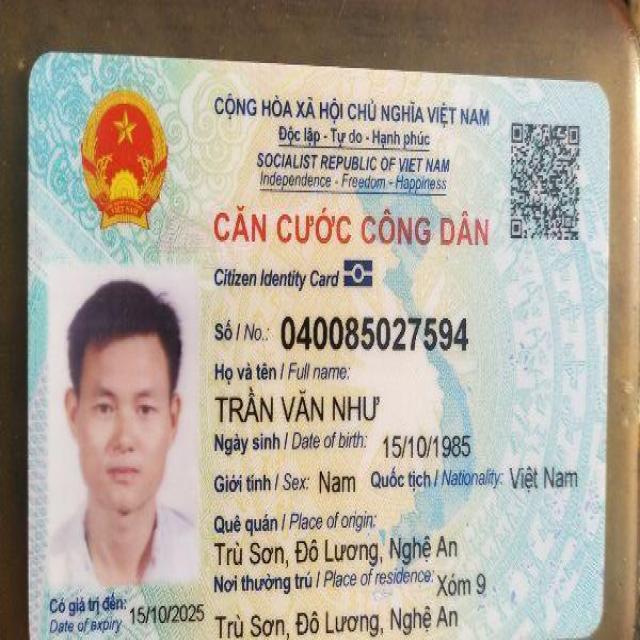 CỘNG HÒA XÃ HỘI CHỦ NGHĨA VIỆT NAM
Độc lập - Tự do - Hạnh phúc
SOCIALIST REPUBLIC OF VIET NAM
Independence - Freedom - Happiness
CĂN CƯỚC CÔNG DÂN
Citizen Identity Card
Số / No.: 040085027594
Họ và tên / Full name:
TRẦN VĂN NHƯ
Ngày sinh / Date of birth: 15/10/1985
Giới tính / Sex: Nam Quốc tịch / Nationality: Việt Nam
Quê quán / Place of origin:
Trù Sơn, Đô Lương, Nghệ An
Nơi thường trú / Place of residence: Xóm 9
Trù Sơn, Đô Lương, Nghệ An
Có giá trị đến: 15/10/2025
Date of expiry